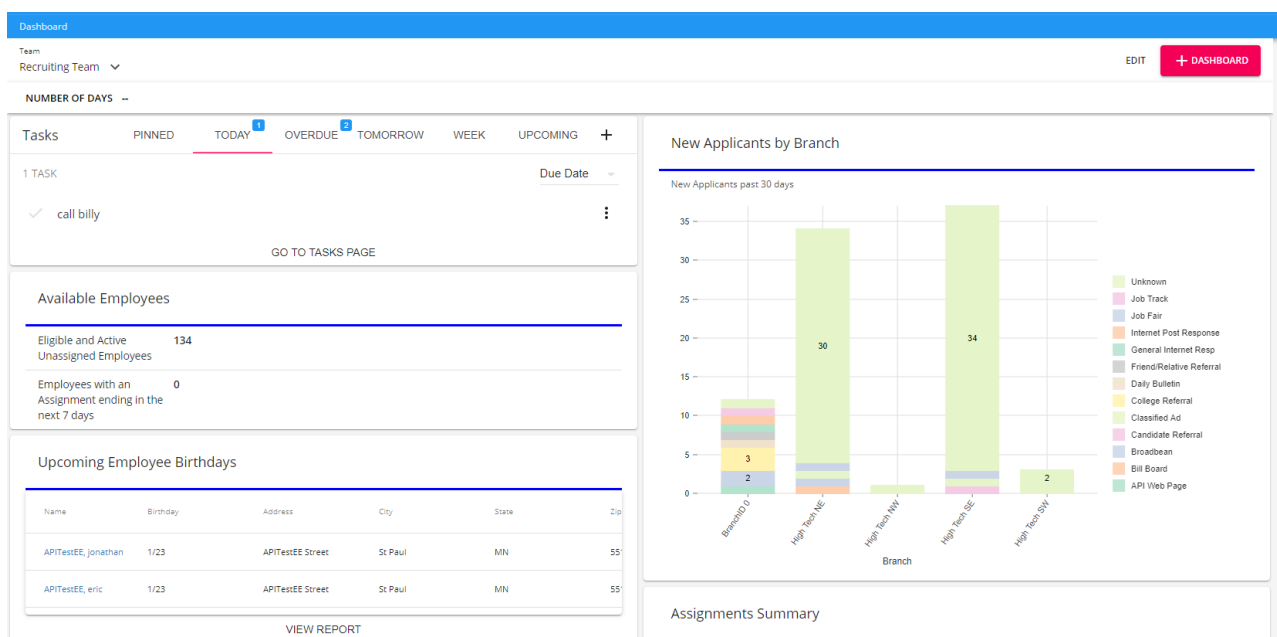 Dashboard
Team
Recruiting Team
EDIT
+ DASHBOARD
NUMBER OF DAYS --
Tasks PINNED TODAY 1 OVERDUE 2 TOMORROW WEEK UPCOMING +
1 TASK Due Date
call billy
GO TO TASKS PAGE
Available Employees
Eligible and Active 134
Unassigned Employees
Employees with an 0
Assignment ending in the
next 7 days
Upcoming Employee Birthdays
Name Birthday Address City State Zip
APITestEE, jonathan 1/23 APITestEE Street St Paul MN 551
APITestEE, eric 1/23 APITestEE Street St Paul MN 551
VIEW REPORT
New Applicants by Branch
New Applicants past 30 days
35
30
25
20
15
10
5
0
3
2
30
34
2
BranchID 0
High Tech NE
High Tech NW
High Tech SE
High Tech SW
Branch
Unknown
Job Track
Job Fair
Internet Post Response
General Internet Resp
Friend/Relative Referral
Daily Bulletin
College Referral
Classified Ad
Candidate Referral
Broadbean
Bill Board
API Web Page
Assignments Summary